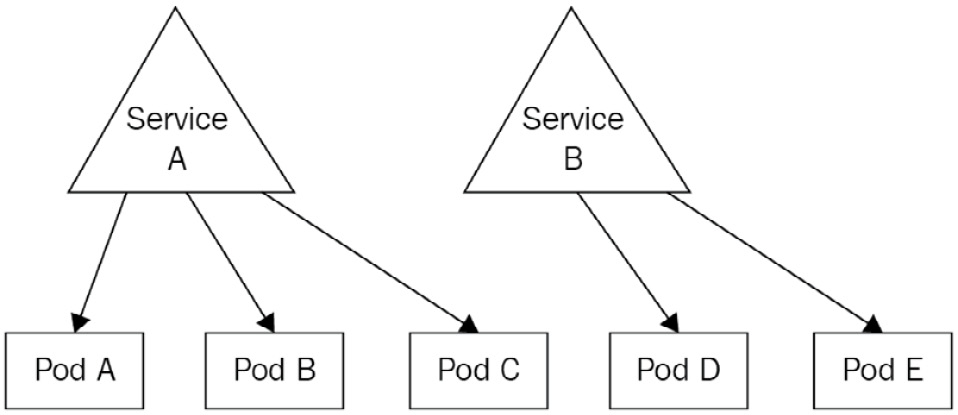 Service
A
Service
B
Pod A
Pod B
Pod C
Pod D
Pod E